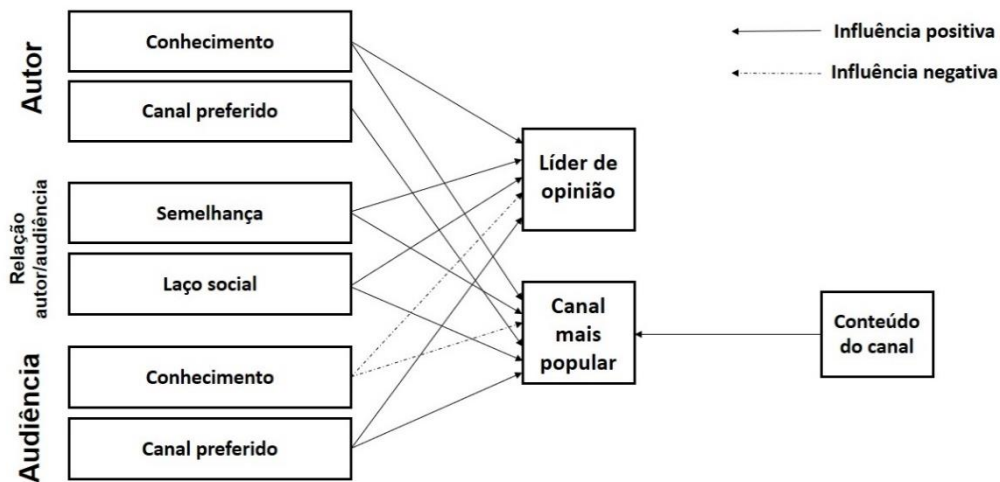 Autor
Conhecimento
Canal preferido
Relação
autor/audiência
Semelhança
Laço social
Audiência
Conhecimento
Canal preferido
Líder de
opinião
Canal
mais
popular
Conteúdo
do canal
Influência positiva
Influência negativa